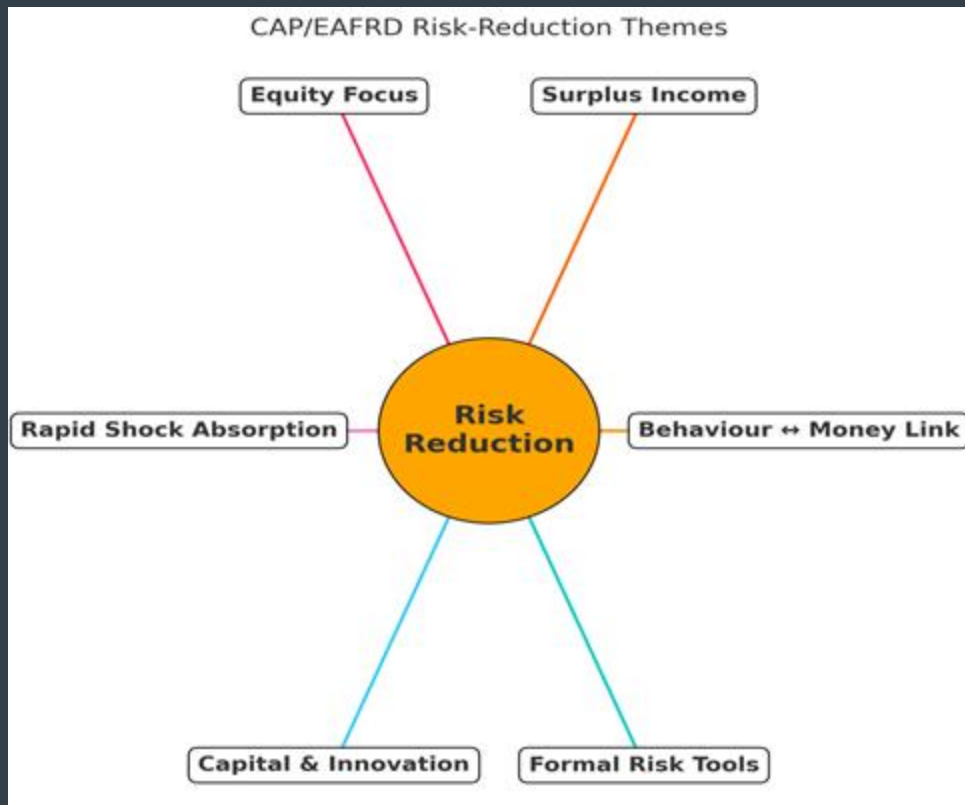 CAP/EAFRD Risk-Reduction Themes
Equity Focus
Surplus Income
Rapid Shock Absorption
Risk
Reduction
Behaviour ↔ Money Link
Capital & Innovation
Formal Risk Tools